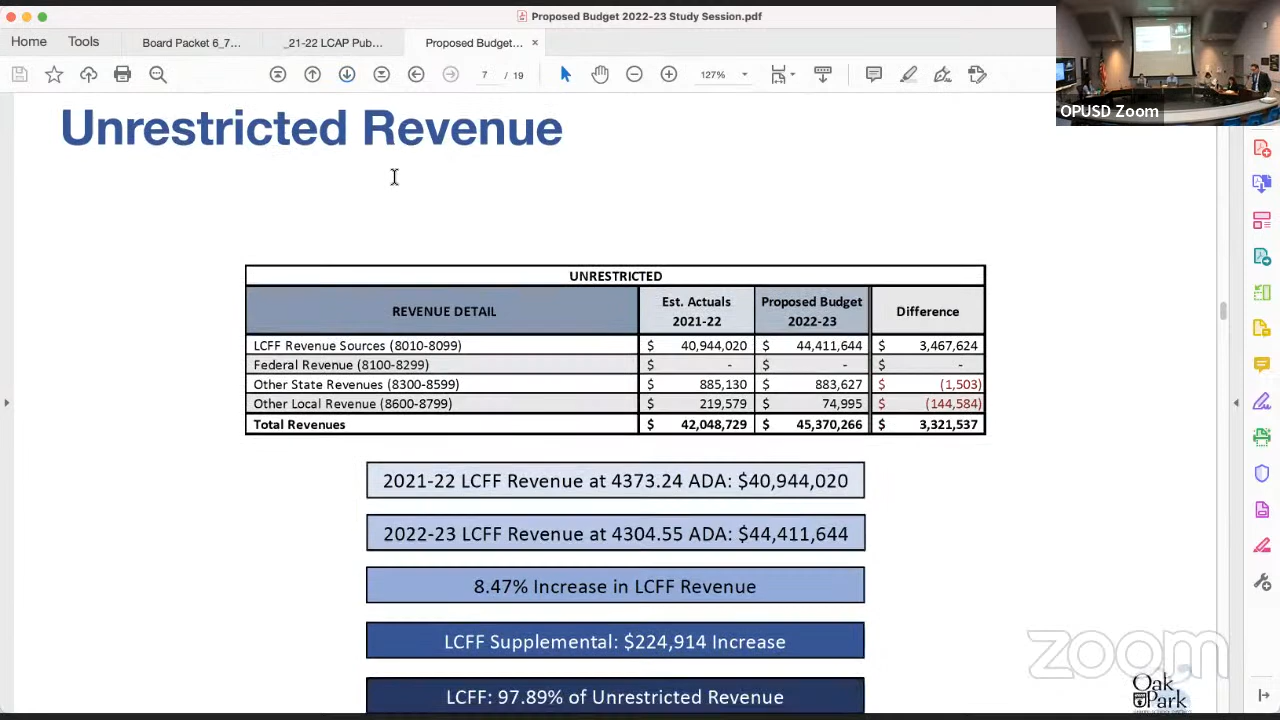 Proposed Budget 2022-23 Study Session.pdf
Home Tools Board Packet 6_7... _21-22 LCAP Pub... Proposed Budget... ×
7 / 19 127%
OPUSD Zoom
Unrestricted Revenue
UNRESTRICTED
REVENUE DETAIL Est. Actuals 2021-22 Proposed Budget 2022-23 Difference
LCFF Revenue Sources (8010-8099) $ 40,944,020 $ 44,411,644 $ 3,467,624
Federal Revenue (8100-8299) $ - $ - $ -
Other State Revenues (8300-8599) $ 885,130 $ 883,627 $ (1,503)
Other Local Revenue (8600-8799) $ 219,579 $ 74,995 $ (144,584)
Total Revenues $ 42,048,729 $ 45,370,266 $ 3,321,537
2021-22 LCFF Revenue at 4373.24 ADA: $40,944,020
2022-23 LCFF Revenue at 4304.55 ADA: $44,411,644
8.47% Increase in LCFF Revenue
LCFF Supplemental: $224,914 Increase
LCFF: 97.89% of Unrestricted Revenue
zoom
Oak
Park